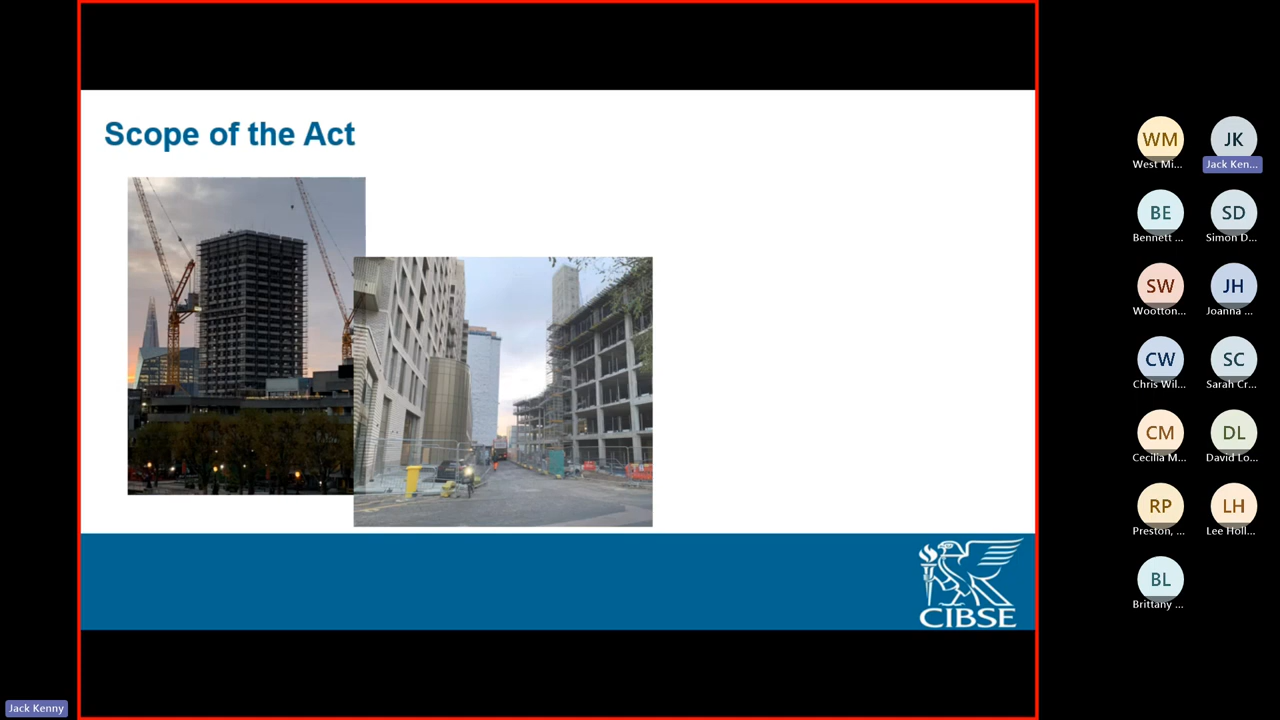 Scope of the Act
CIBSE
WM
West Mi...
JK
Jack Ken...
BE
Bennett ...
SD
Simon D...
SW
Wootton...
JH
Joanna ...
CW
Chris Wil...
SC
Sarah Cr...
CM
Cecilia M...
DL
David Lo...
RP
Preston, ...
LH
Lee Holl...
BL
Brittany ...
Jack Kenny